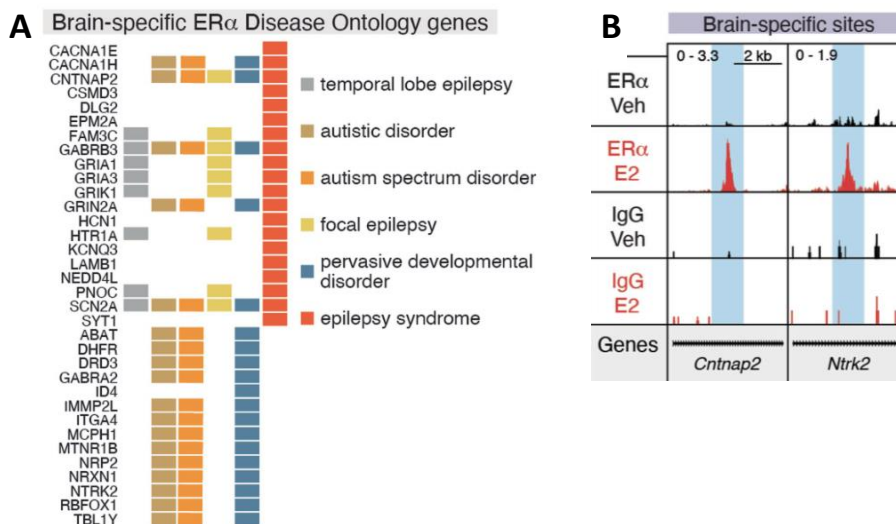 A
Brain-specific ERα Disease Ontology genes
CACNA1E
CACNA1H
CNTNAP2
CSMD3
DLG2
EPM2A
FAM3C
GABRB3
GRIA1
GRIA3
GRIK1
GRIN2A
HCN1
HTR1A
KCNQ3
LAMB1
NEDD4L
PNOC
SCN2A
SYT1
ABAT
DHFR
DRD3
GABRA2
ID4
IMMP2L
ITGA4
MCPH1
MTNR1B
NRP2
NRXN1
NTRK2
RBFOX1
TBL1Y
temporal lobe epilepsy
autistic disorder
autism spectrum disorder
focal epilepsy
pervasive developmental
disorder
epilepsy syndrome
B
Brain-specific sites
0 - 3.3 2 kb 0 - 1.9
ERα
Veh
ERα
E2
IgG
Veh
IgG
E2
Genes
Cntnap2 Ntrk2